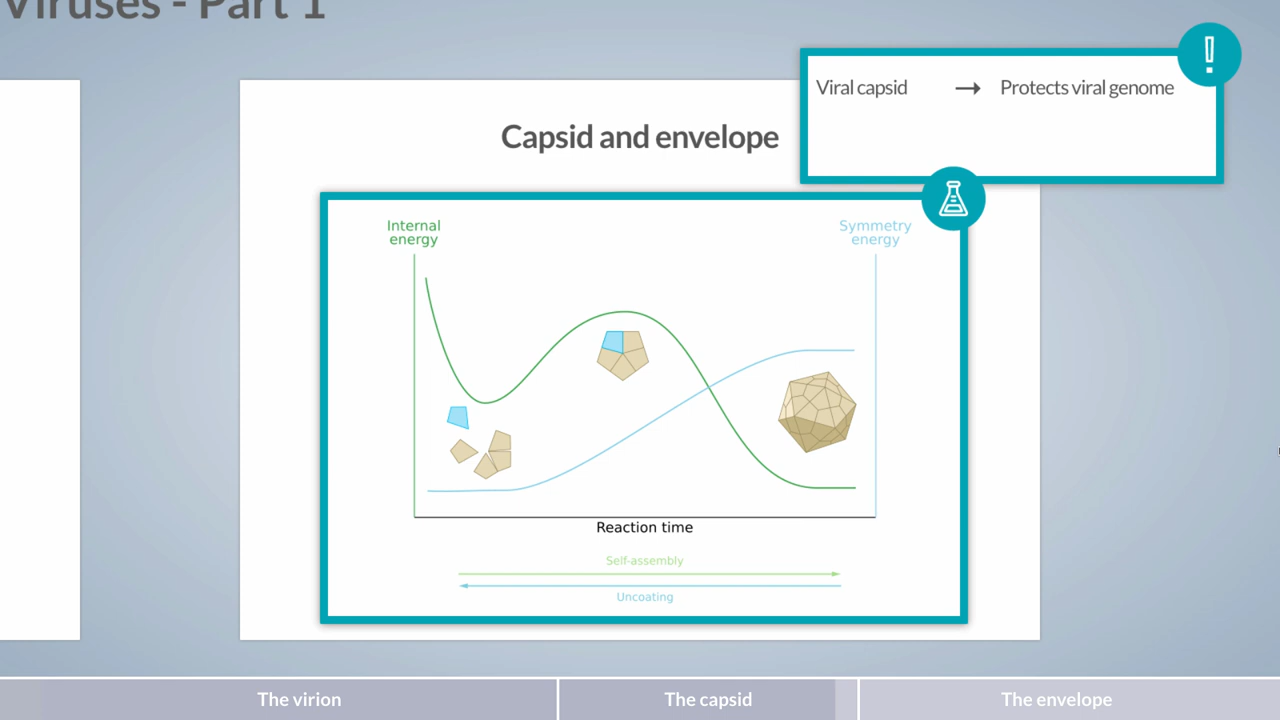 Viruses - Part 1
Viral capsid → Protects viral genome
Capsid and envelope
Internal
energy
Symmetry
energy
Reaction time
Self-assembly
Uncoating
The virion
The capsid
The envelope